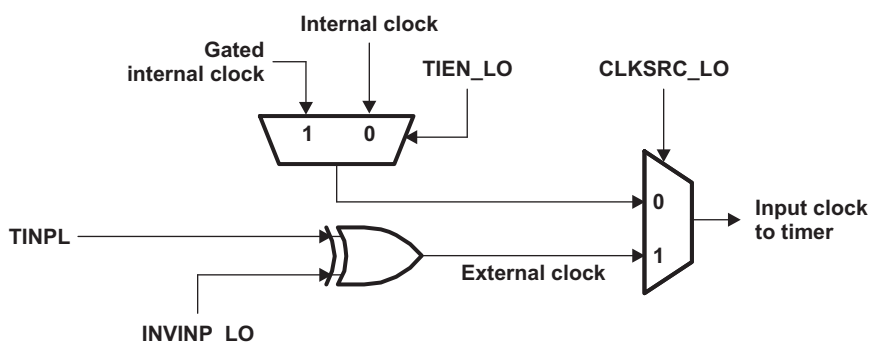 Internal clock
Gated
internal clock
TIEN_LO
CLKSRC_LO
1
0
0
Input clock
to timer
TINPL
1
External clock
INVINP_LO